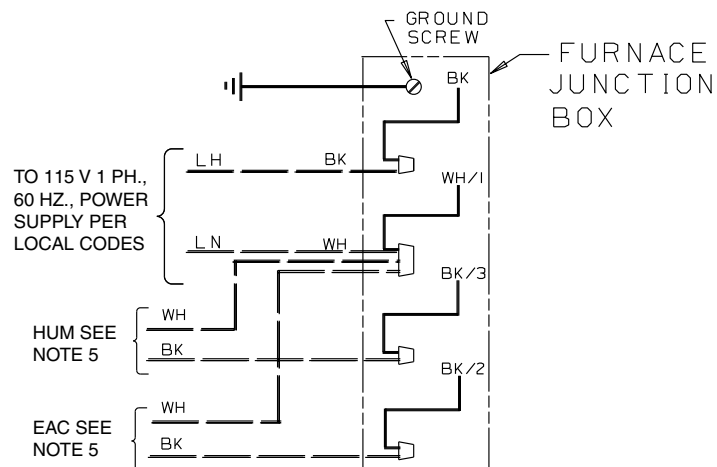 GROUND
SCREW
FURNACE
JUNCTION
BOX
BK
LH
BK
TO 115 V 1 PH.,
60 HZ., POWER
SUPPLY PER
LOCAL CODES
WH/1
LN
WH
BK/3
WH
HUM SEE
NOTE 5
BK
BK/2
WH
EAC SEE
NOTE 5
BK